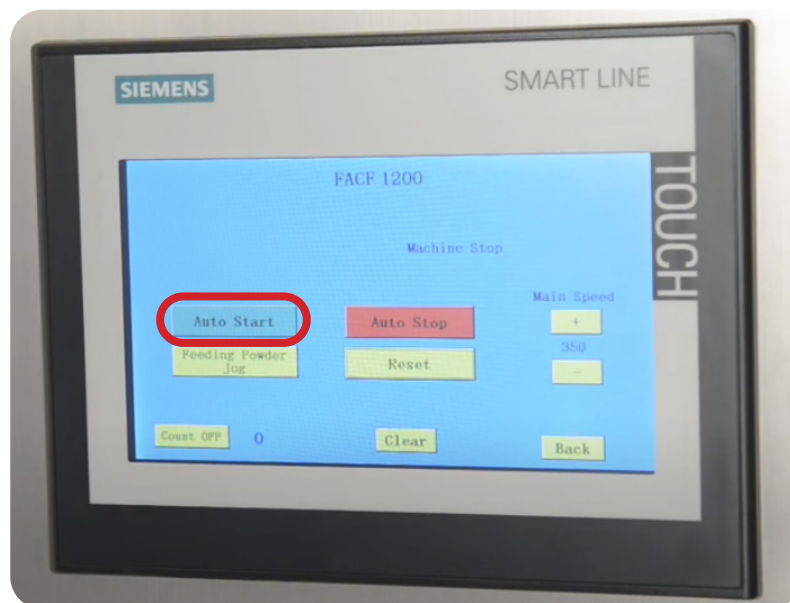 SIEMENS
SMART LINE
TOUCH
FACF 1200
Machine Stop
Main Speed
Auto Start
Auto Stop
+
Feeding Powder
Jog
Reset
350
-
Count OFF
0
Clear
Back